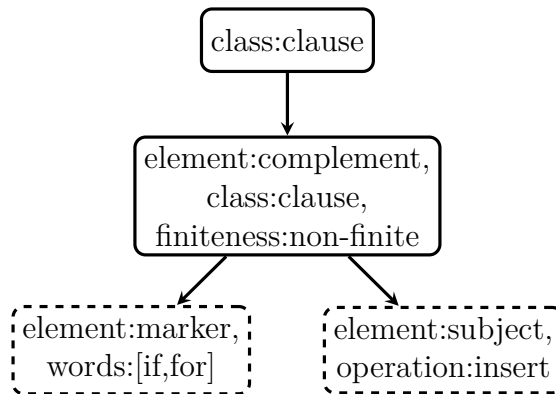 class:clause
element:complement,
class:clause,
finiteness:non-finite
element:marker,
words:[if,for]
element:subject,
operation:insert